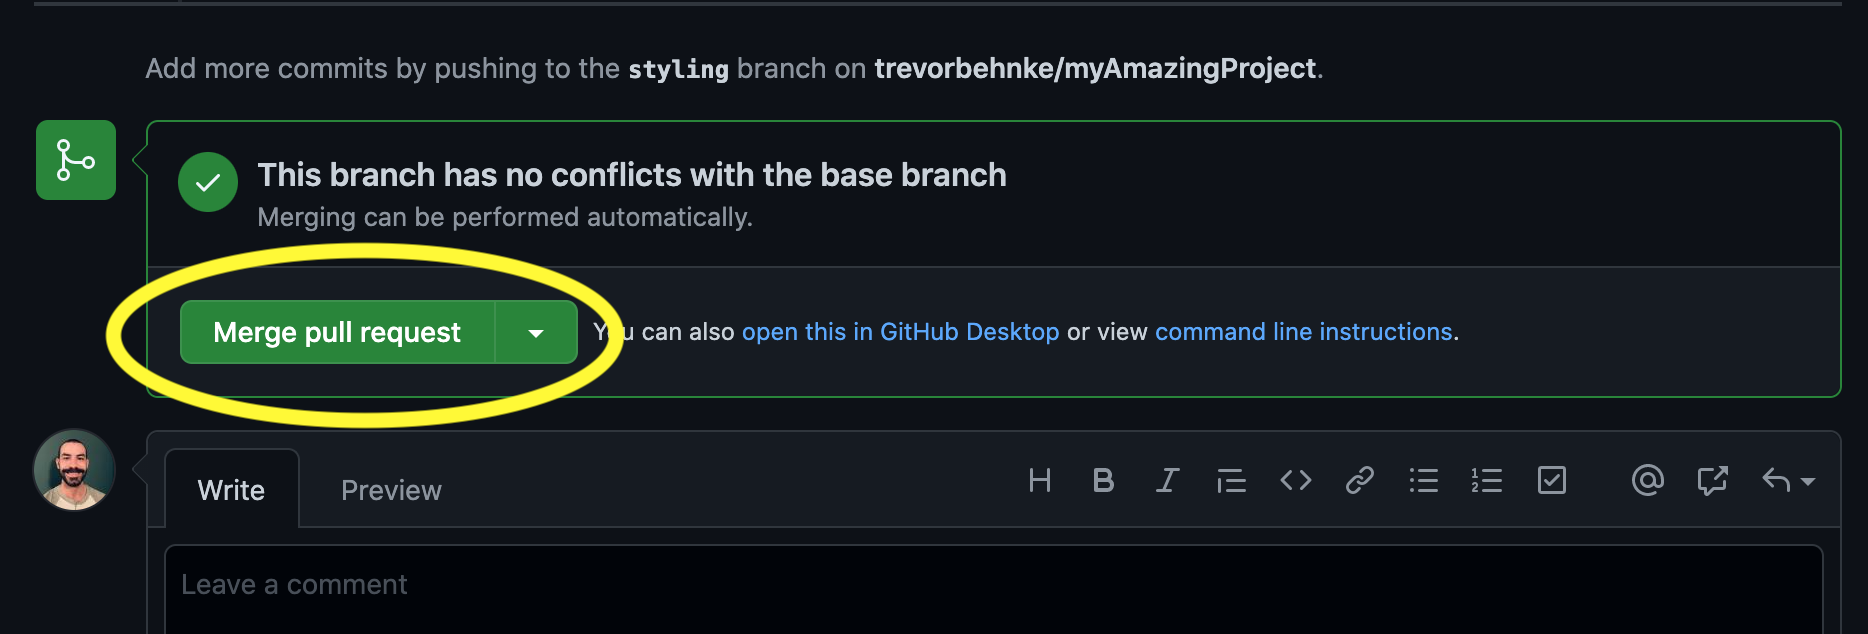 Add more commits by pushing to the styling branch on trevorbehnke/myAmazingProject.
This branch has no conflicts with the base branch
Merging can be performed automatically.
Merge pull request
You can also open this in GitHub Desktop or view command line instructions.
Write Preview
Leave a comment